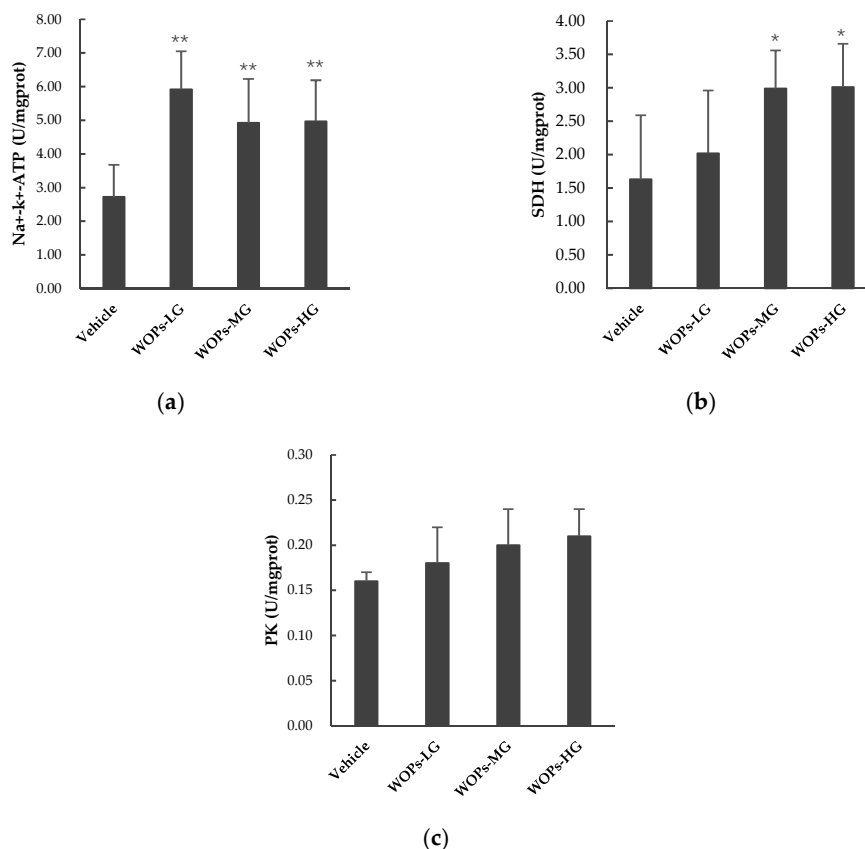 Na+-k+-ATP (U/mgprot)
8.00
7.00
6.00
5.00
4.00
3.00
2.00
1.00
0.00
**
**
**
Vehicle
WOPs-LG
WOPs-MG
WOPs-HG
(a)
SDH (U/mgprot)
4.00
3.50
3.00
2.50
2.00
1.50
1.00
0.50
0.00
*
*
Vehicle
WOPs-LG
WOPs-MG
WOPs-HG
(b)
PK (U/mgprot)
0.30
0.25
0.20
0.15
0.10
0.05
0.00
Vehicle
WOPs-LG
WOPs-MG
WOPs-HG
(c)